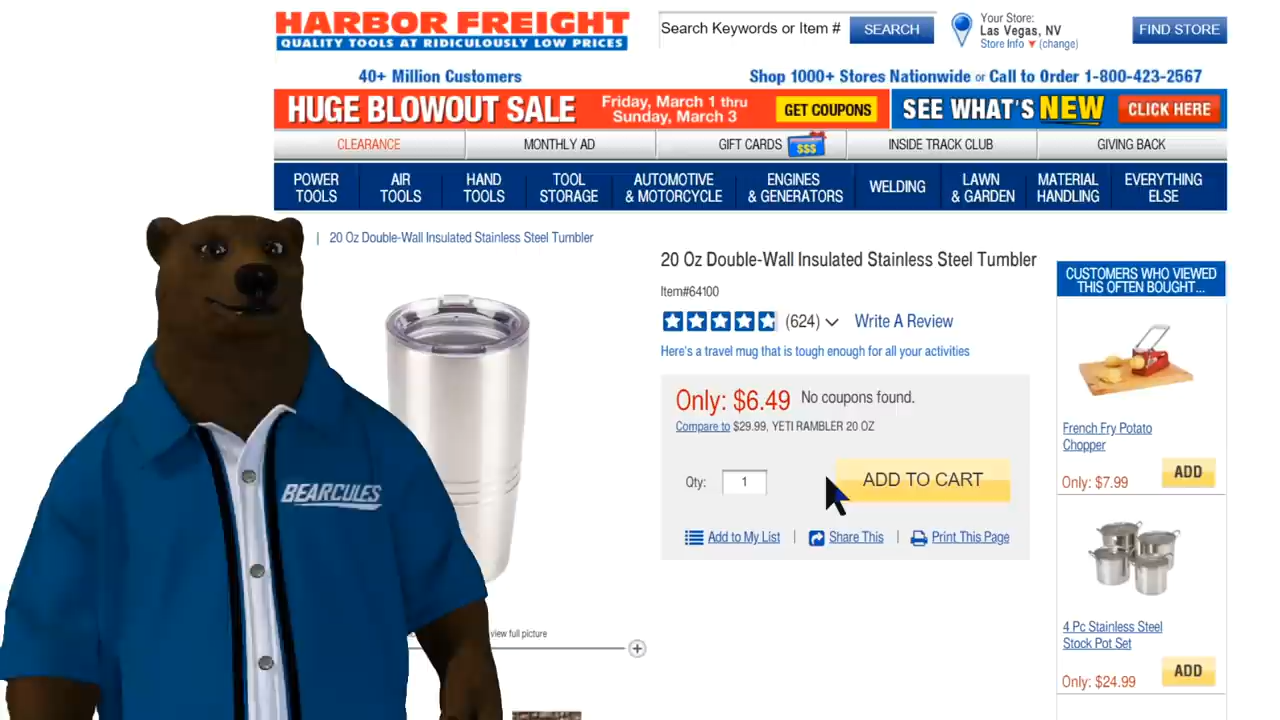 HARBOR FREIGHT
QUALITY TOOLS AT RIDICULOUSLY LOW PRICES
Search Keywords or Item #
SEARCH
Your Store:
Las Vegas, NV
Store Info ▼ (change)
FIND STORE
40+ Million Customers
Shop 1000+ Stores Nationwide or Call to Order 1-800-423-2567
HUGE BLOWOUT SALE
Friday, March 1 thru
Sunday, March 3
GET COUPONS
SEE WHAT'S NEW
CLICK HERE
CLEARANCE
MONTHLY AD
GIFT CARDS
$$$
INSIDE TRACK CLUB
GIVING BACK
POWER
TOOLS
AIR
TOOLS
HAND
TOOLS
TOOL
STORAGE
AUTOMOTIVE
& MOTORCYCLE
ENGINES
& GENERATORS
WELDING
LAWN
& GARDEN
MATERIAL
HANDLING
EVERYTHING
ELSE
| 20 Oz Double-Wall Insulated Stainless Steel Tumbler
20 Oz Double-Wall Insulated Stainless Steel Tumbler
Item#64100
(624)
Write A Review
Here's a travel mug that is tough enough for all your activities
Only: $6.49
No coupons found.
Compare to $29.99, YETI RAMBLER 20 OZ
Qty:
1
ADD TO CART
Add to My List
|
Share This
|
Print This Page
CUSTOMERS WHO VIEWED
THIS OFTEN BOUGHT...
French Fry Potato
Chopper
Only: $7.99
ADD
4 Pc Stainless Steel
Stock Pot Set
Only: $24.99
ADD
BEARCULES
view full picture